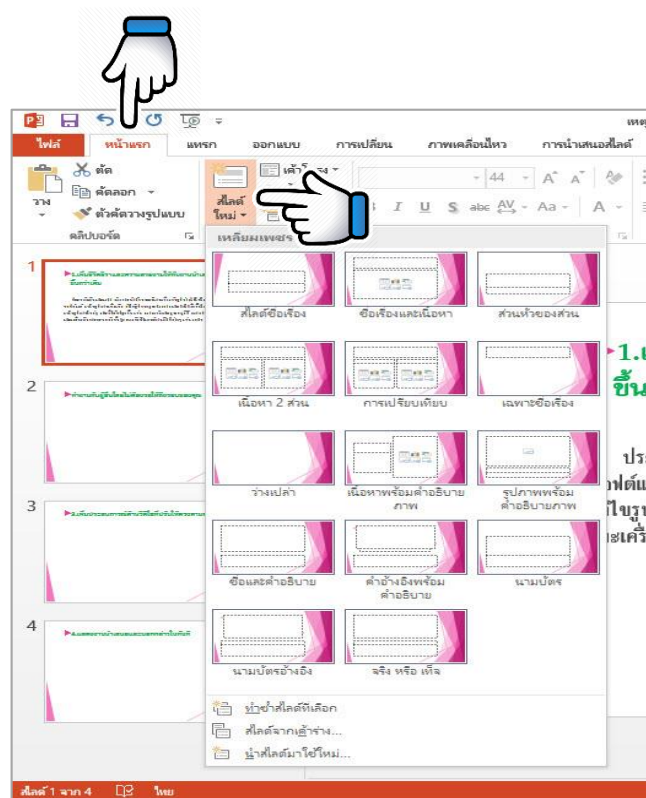 เหตุ
ไฟล์ หน้าแรก แทรก ออกแบบ การเปลี่ยน ภาพเคลื่อนไหว การนำเสนอสไลด์
วาง
ตัด
คัดลอก
ตัวคัดวางรูปแบบ
คลิปบอร์ด
สไลด์
ใหม่
เค้าโครง
44
I U S abc AV Aa A
เหลี่ยมเพชร
สไลด์ชื่อเรื่อง ชื่อเรื่องและเนื้อหา ส่วนหัวของส่วน
เนื้อหา 2 ส่วน การเปรียบเทียบ เฉพาะชื่อเรื่อง
ว่างเปล่า เนื้อหาพร้อมคำอธิบาย รูปภาพพร้อม
ภาพ คำอธิบายภาพ
ชื่อและคำอธิบาย คำอ้างอิงพร้อม นามบัตร
คำอธิบาย
นามบัตรอ้างอิง จริง หรือ เท็จ
ทำซ้ำสไลด์ที่เลือก
สไลด์จากเค้าร่าง...
นำสไลด์มาใช้ใหม่...
1
2
3
4
1.
ขึ้น
สไลด์ 1 จาก 4 ไทย